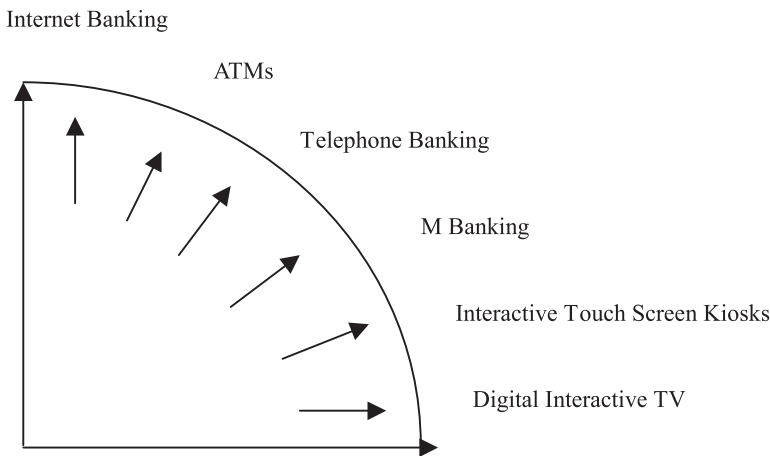 Internet Banking
ATMs
Telephone Banking
M Banking
Interactive Touch Screen Kiosks
Digital Interactive TV